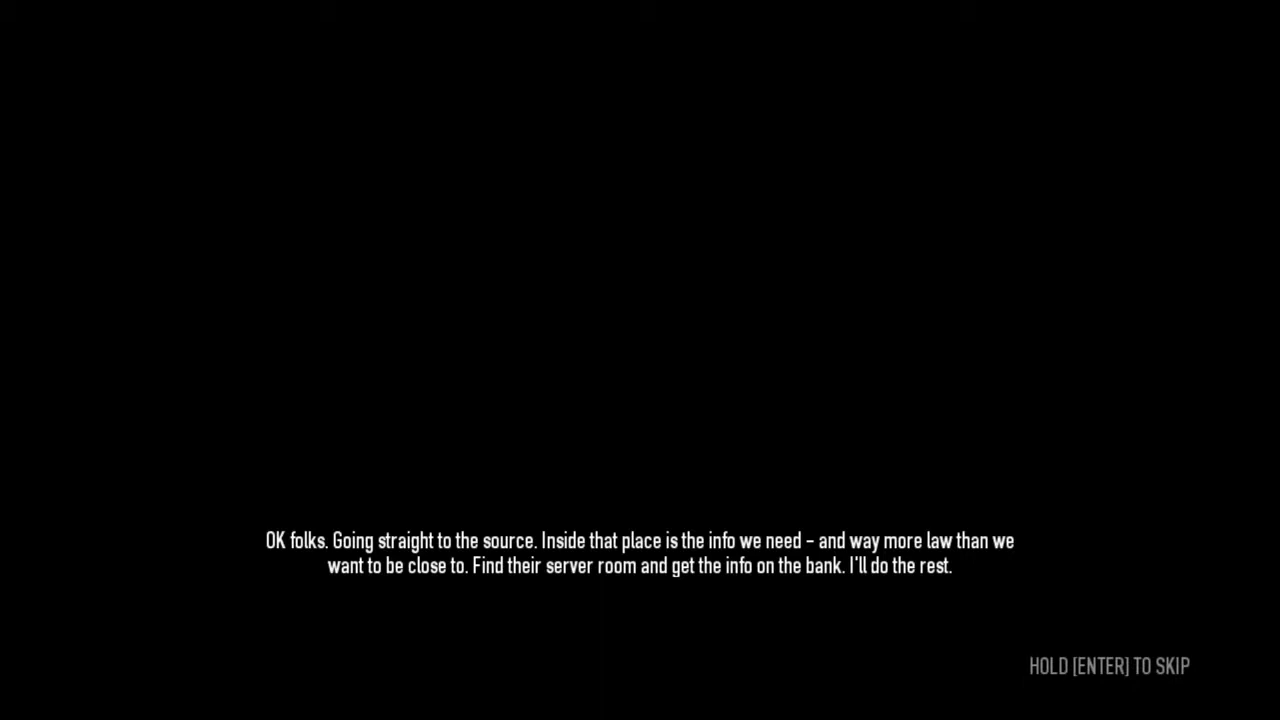 OK folks. Going straight to the source. Inside that place is the info we need - and way more law than we
want to be close to. Find their server room and get the info on the bank. I'll do the rest.
HOLD [ENTER] TO SKIP